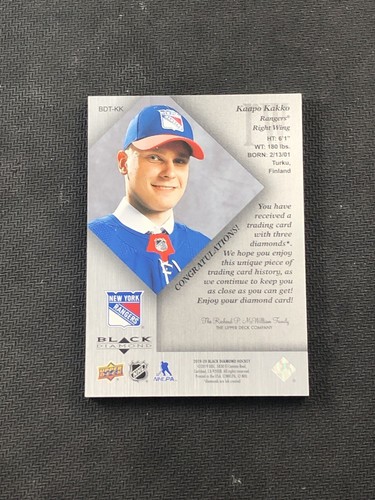 BDT-KK
Kaapo Kakko
Rangers®
Right Wing
HT: 6'1"
WT: 180 lbs.
BORN: 2/13/01
Turku,
Finland
CONGRATULATIONS!
You have
received a
trading card
with three
diamonds*.
We hope you enjoy
this unique piece of
trading card history, as
we continue to keep you
as close as you can get!
Enjoy your diamond card!
The Richard P. McWilliam Family
THE UPPER DECK COMPANY
NEW YORK
RANGERS
BLACK
DIAMOND
2019-20 BLACK DIAMOND HOCKEY
NHLPA